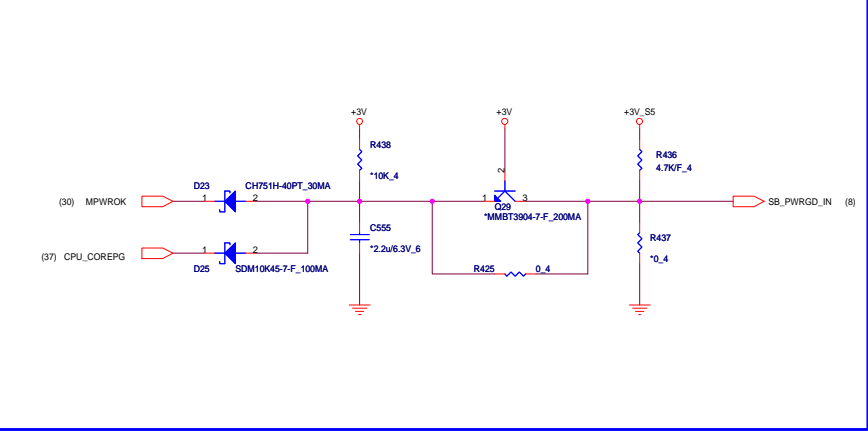 +3V
+3V
+3V_S5
R438
*10K_4
R436
4.7K/F_4
2
D23
CH751H-40PT_30MA
(30)
MPWROK
1
2
1
3
Q29
*MMBT3904-7-F_200MA
SB_PWRGD_IN
(8)
C555
*2.2u/6.3V_6
R437
*0_4
(37)
CPU_COREPG
1
2
D25
SDM10K45-7-F_100MA
R425
0_4